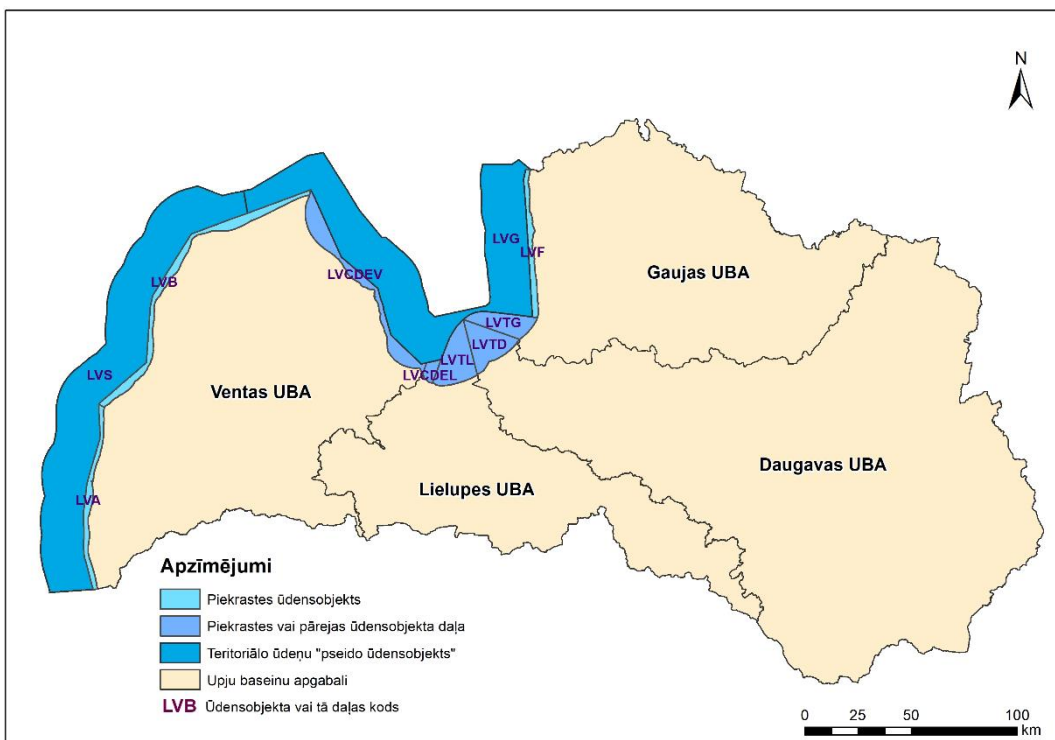 N
LVG
LVF
Gaujas UBA
LVCDEV
LVB
LVTG
LVTD
LVTL
LVCDEL
LVS
Ventas UBA
Daugavas UBA
Lielupes UBA
LVA
Apzīmējumi
Piekrastes ūdensobjekts
Piekrastes vai pārejas ūdensobjekta daļa
Teritoriālo ūdeņu "pseido ūdensobjekts"
Upju baseinu apgabali
LVB Ūdensobjekta vai tā daļas kods
0 25 50 100
km